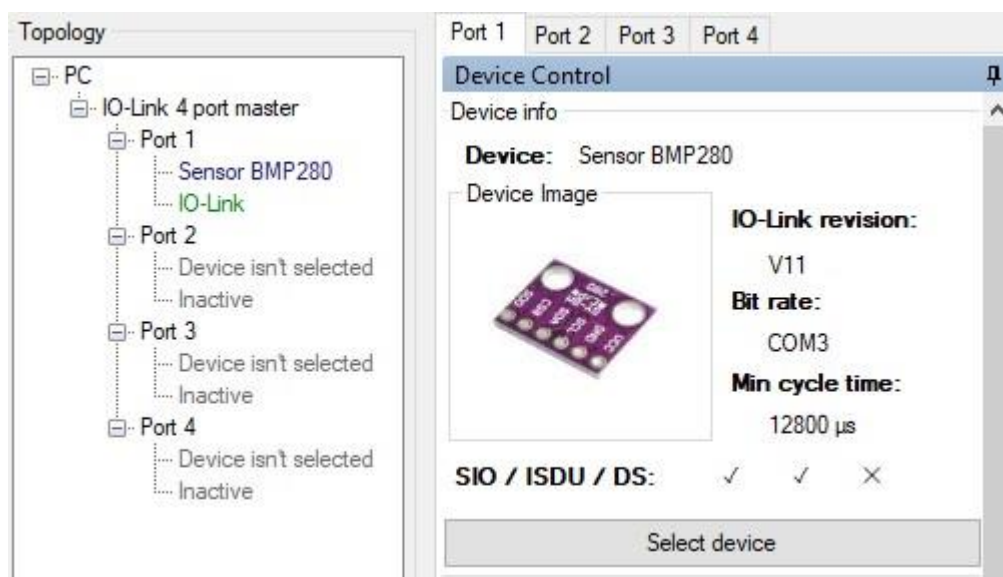 Topology
PC
IO-Link 4 port master
Port 1
Sensor BMP280
IO-Link
Port 2
Device isn't selected
Inactive
Port 3
Device isn't selected
Inactive
Port 4
Device isn't selected
Inactive
Port 1 Port 2 Port 3 Port 4
Device Control
Device info
Device: Sensor BMP280
Device Image
IO-Link revision:
V11
Bit rate:
COM3
Min cycle time:
12800 µs
SIO / ISDU / DS: ✓ ✓ ✕
Select device